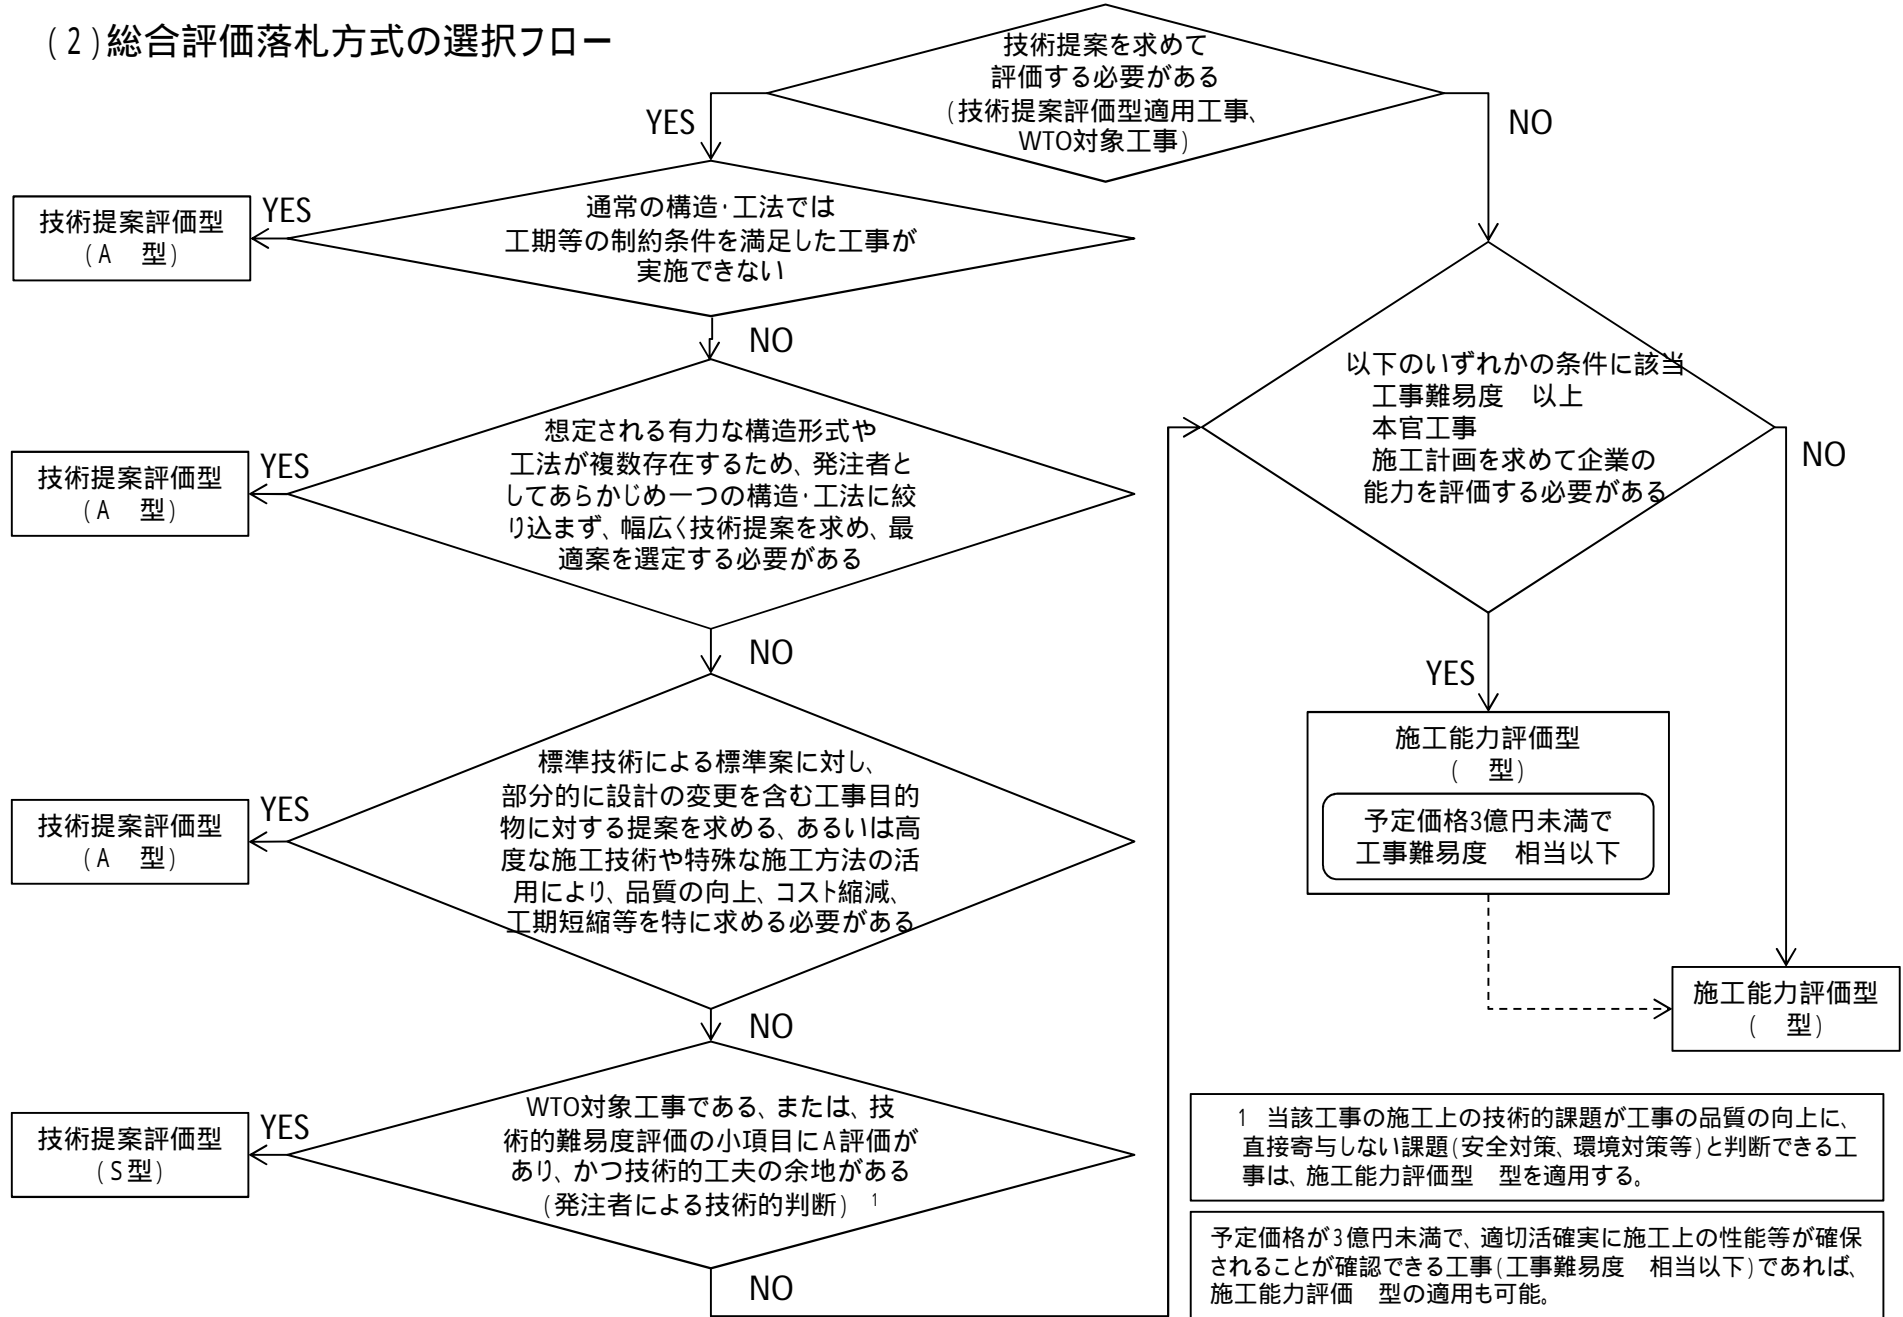 (2)総合評価落札方式の選択フロー
技術提案を求めて
評価する必要がある
(技術提案評価型適用工事、
WTO対象工事)
YES
NO
通常の構造・工法では
工期等の制約条件を満足した工事が
実施できない
YES
技術提案評価型
(A 型)
NO
想定される有力な構造形式や
工法が複数存在するため、発注者と
してあらかじめ一つの構造・工法に絞
り込まず、幅広く技術提案を求め、最
適案を選定する必要がある
YES
技術提案評価型
(A 型)
NO
標準技術による標準案に対し、
部分的に設計の変更を含む工事目的
物に対する提案を求める、あるいは高
度な施工技術や特殊な施工方法の活
用により、品質の向上、コスト縮減、
工期短縮等を特に求める必要がある
YES
技術提案評価型
(A 型)
NO
WTO対象工事である、または、技
術的難易度評価の小項目にA評価が
あり、かつ技術的工夫の余地がある
(発注者による技術的判断) 1
YES
技術提案評価型
(S型)
NO
以下のいずれかの条件に該当
工事難易度 以上
本官工事
施工計画を求めて企業の
能力を評価する必要がある
NO
YES
施工能力評価型
( 型)
予定価格3億円未満で
工事難易度 相当以下
施工能力評価型
( 型)
1 当該工事の施工上の技術的課題が工事の品質の向上に、
直接寄与しない課題(安全対策、環境対策等)と判断できる工
事は、施工能力評価型 型を適用する。
予定価格が3億円未満で、適切活確実に施工上の性能等が確保
されることが確認できる工事(工事難易度 相当以下)であれば、
施工能力評価 型の適用も可能。